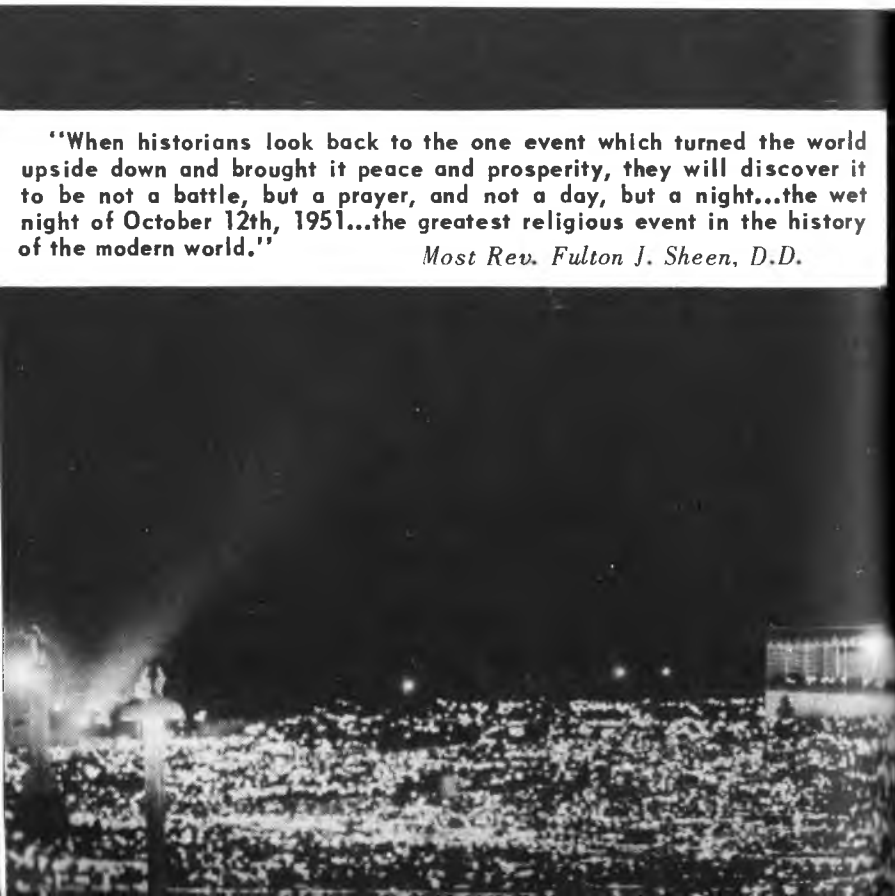 "When historians look back to the one event which turned the world
upside down and brought it peace and prosperity, they will discover it
to be not a battle, but a prayer, and not a day, but a night...the wet
night of October 12th, 1951...the greatest religious event in the history
of the modern world." Most Rev. Fulton J. Sheen, D.D.